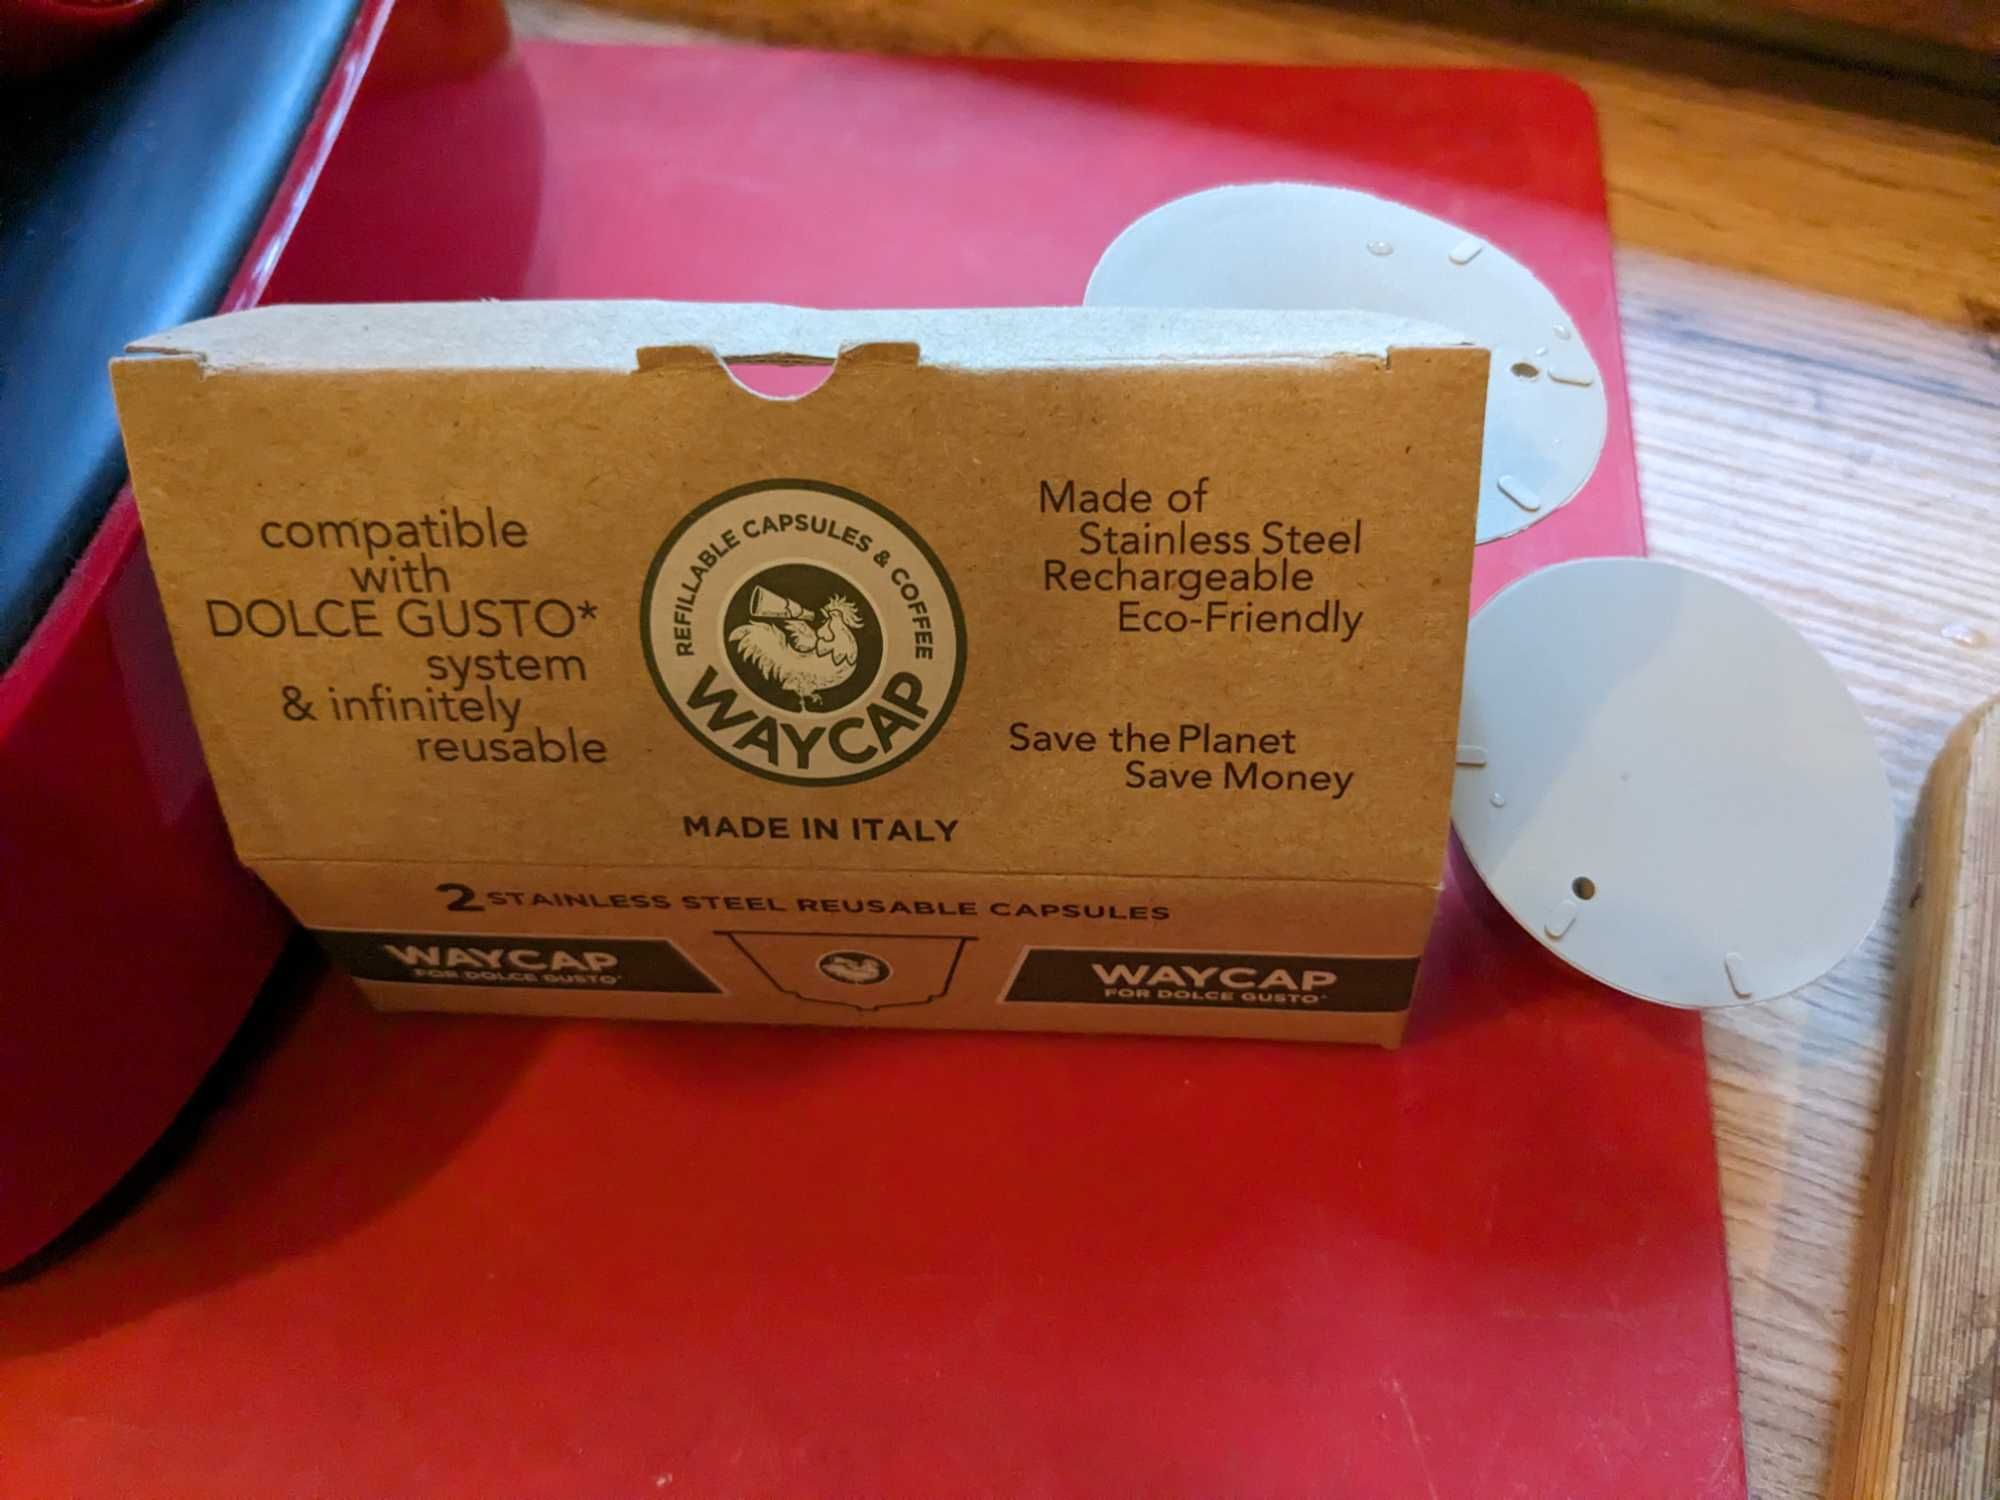 compatible
with
DOLCE GUSTO*
system
& infinitely
reusable
REFILLABLE CAPSULES & COFFEE
WAYCAP
MADE IN ITALY
Made of
Stainless Steel
Rechargeable
Eco-Friendly
Save the Planet
Save Money
2 STAINLESS STEEL REUSABLE CAPSULES
WAYCAP
FOR DOLCE GUSTO*
WAYCAP
FOR DOLCE GUSTO*